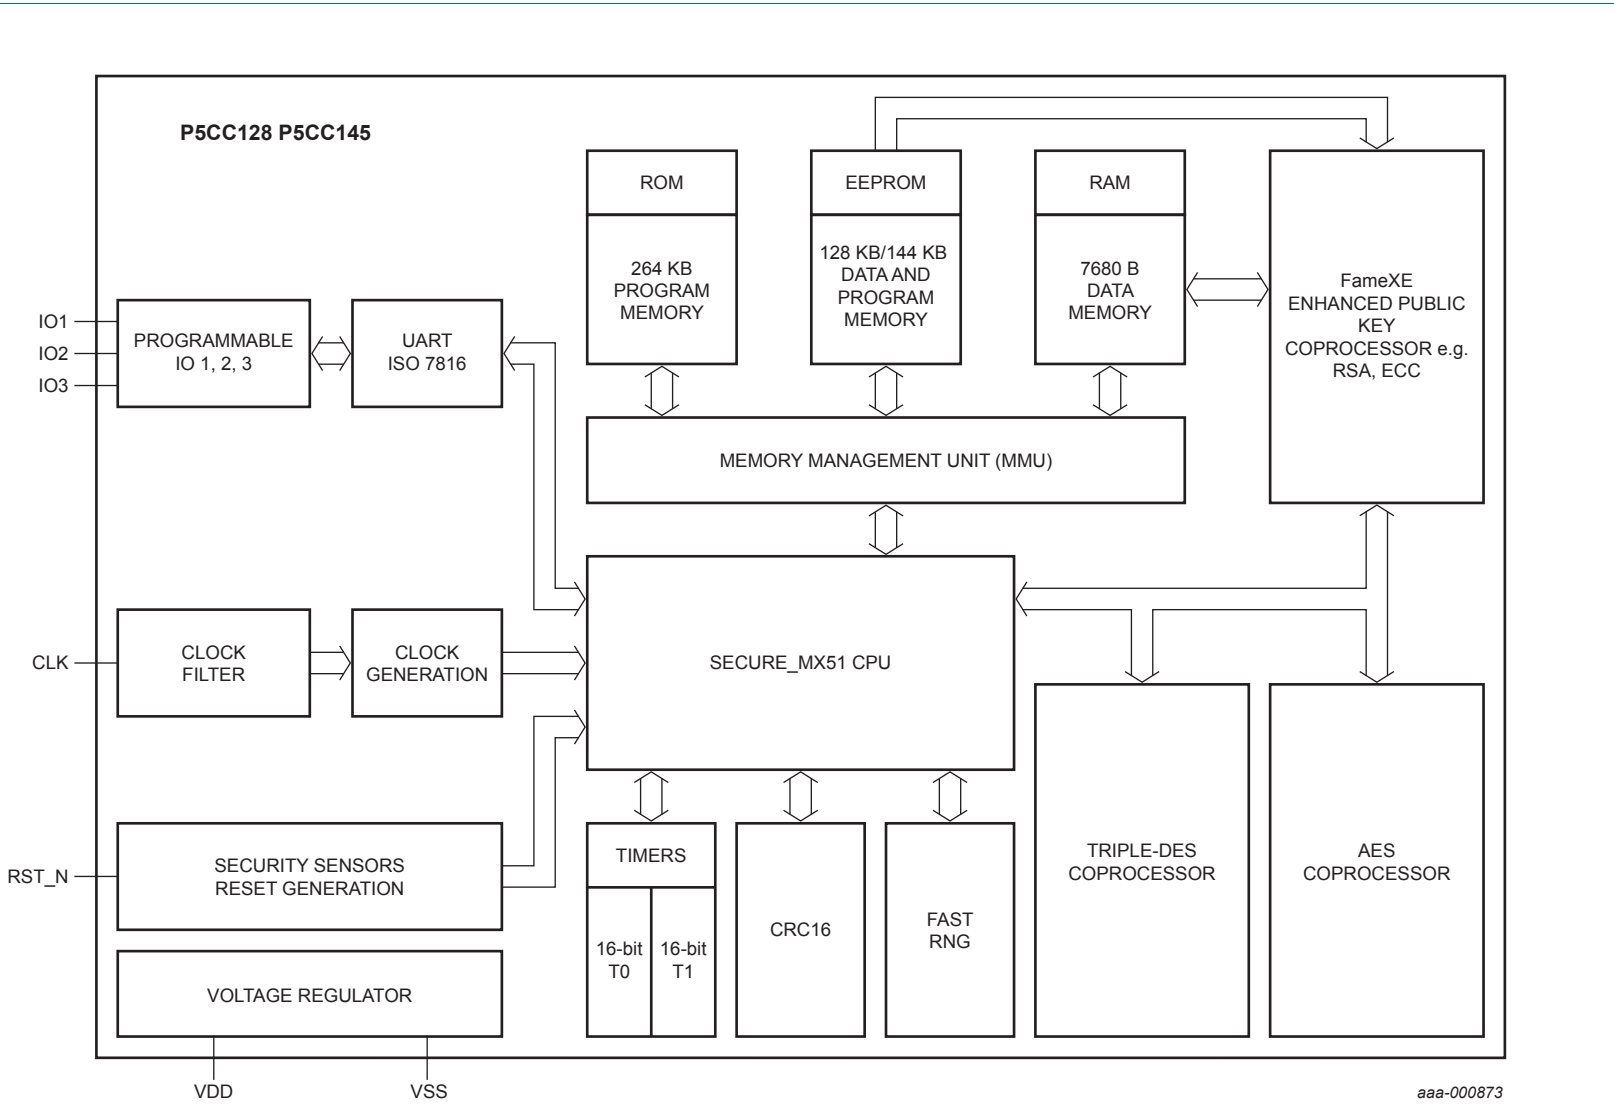 P5CC128 P5CC145
ROM
264 KB
PROGRAM
MEMORY
EEPROM
128 KB/144 KB
DATA AND
PROGRAM
MEMORY
RAM
7680 B
DATA
MEMORY
FameXE
ENHANCED PUBLIC
KEY
COPROCESSOR e.g.
RSA, ECC
IO1
IO2
IO3
PROGRAMMABLE
IO 1, 2, 3
UART
ISO 7816
MEMORY MANAGEMENT UNIT (MMU)
CLK
CLOCK
FILTER
CLOCK
GENERATION
SECURE_MX51 CPU
RST_N
SECURITY SENSORS
RESET GENERATION
TIMERS
16-bit
T0
16-bit
T1
CRC16
FAST
RNG
TRIPLE-DES
COPROCESSOR
AES
COPROCESSOR
VOLTAGE REGULATOR
VDD
VSS
aaa-000873